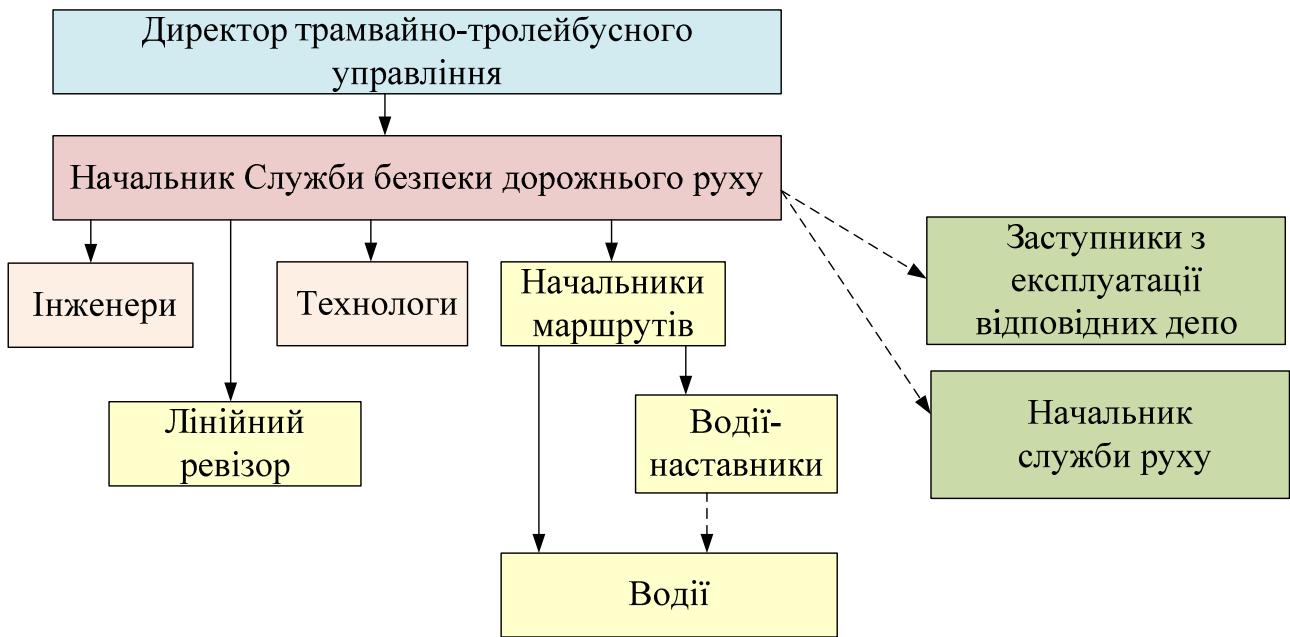 Директор трамвайно-тролейбусного
управління
Начальник Служби безпеки дорожнього руху
Інженери
Технологи
Начальники
маршрутів
Заступники з
експлуатації
відповідних депо
Лінійний
ревізор
Водії-
наставники
Начальник
служби руху
Водії